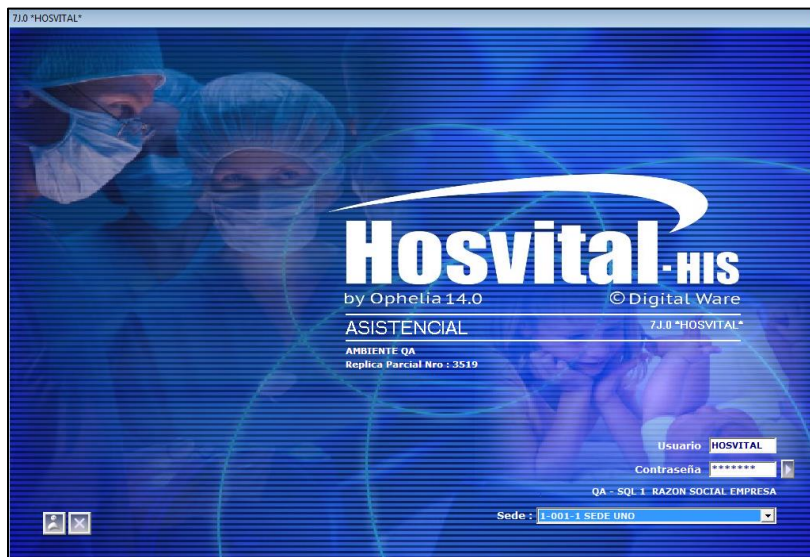 7J.0 *HOSVITAL*
Hosvital-HIS
by Ophelia 14.0 ©Digital Ware
ASISTENCIAL 7J.0 *HOSVITAL*
AMBIENTE QA
Replica Parcial Nro : 3519
Usuario HOSVITAL
Contraseña *******
QA - SQL 1 RAZON SOCIAL EMPRESA
Sede : 1-001-1 SEDE UNO